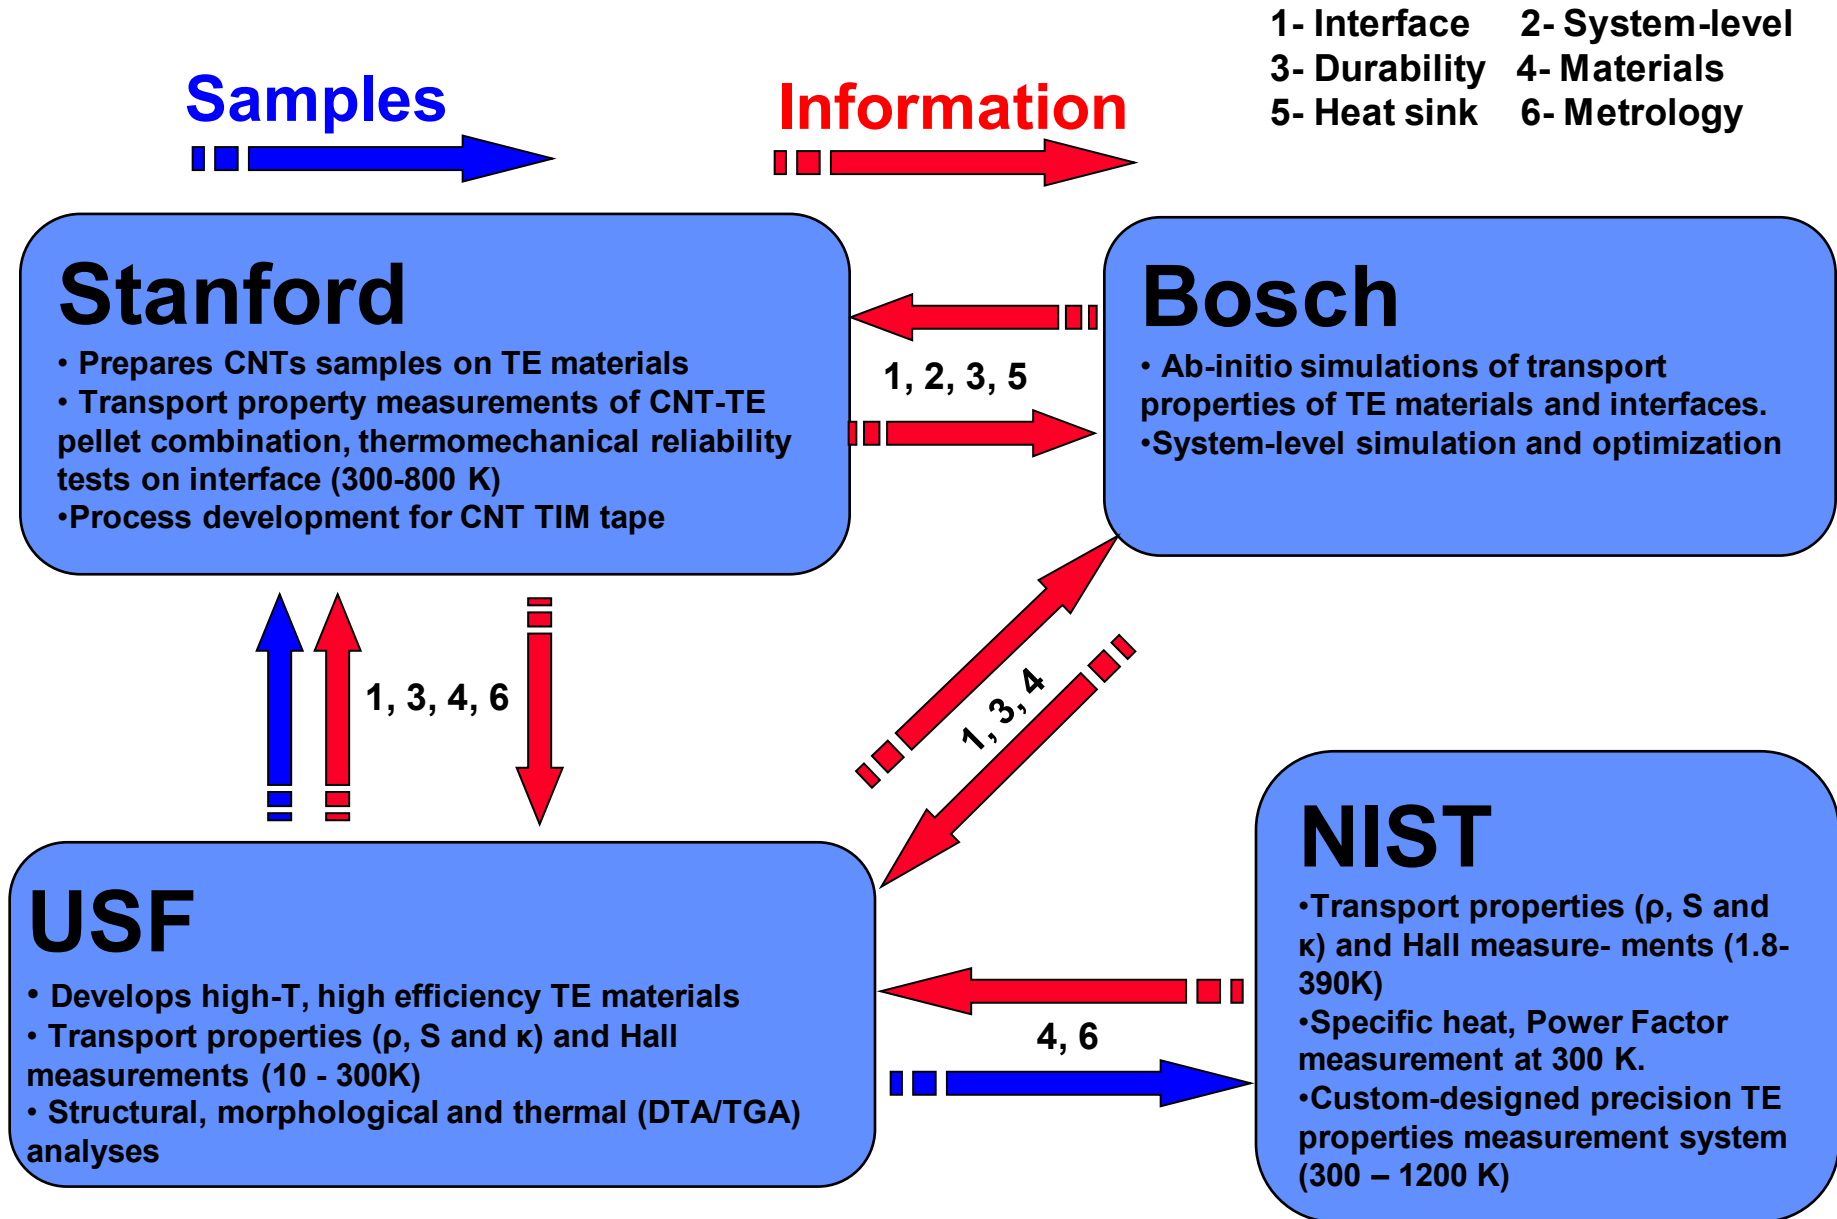 1- Interface 2- System-level
3- Durability 4- Materials
5- Heat sink 6- Metrology
Samples
Information
Stanford
• Prepares CNTs samples on TE materials
• Transport property measurements of CNT-TE
pellet combination, thermomechanical reliability
tests on interface (300-800 K)
•Process development for CNT TIM tape
Bosch
• Ab-initio simulations of transport
properties of TE materials and interfaces.
•System-level simulation and optimization
1, 2, 3, 5
1, 3, 4, 6
1, 3, 4
USF
• Develops high-T, high efficiency TE materials
• Transport properties (ρ, S and κ) and Hall
measurements (10 - 300K)
• Structural, morphological and thermal (DTA/TGA)
analyses
4, 6
NIST
•Transport properties (ρ, S and
κ) and Hall measure- ments (1.8-
390K)
•Specific heat, Power Factor
measurement at 300 K.
•Custom-designed precision TE
properties measurement system
(300 – 1200 K)